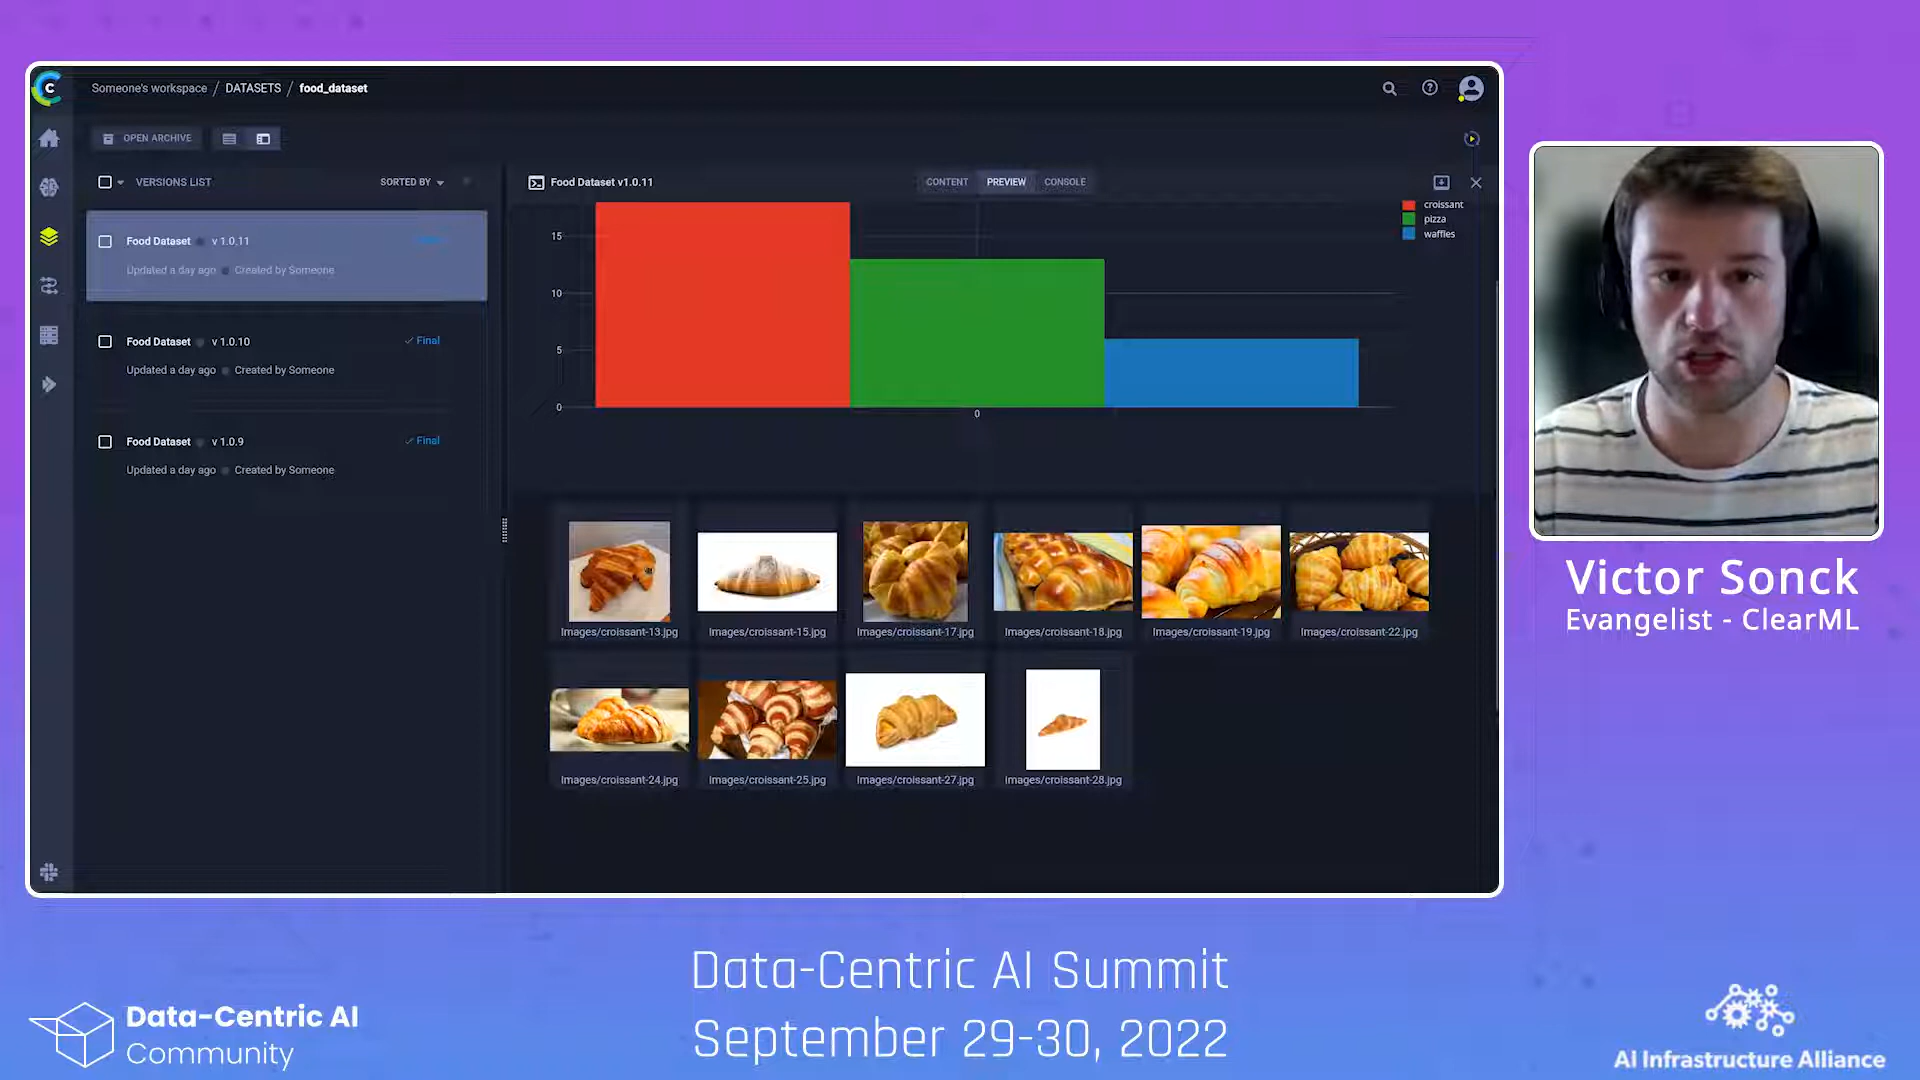 Someone's workspace / DATASETS / food_dataset
OPEN ARCHIVE
VERSIONS LIST
SORTED BY
Food Dataset v 1.0.11
Updated a day ago Created by Someone
Food Dataset v 1.0.10
Final
Updated a day ago Created by Someone
Food Dataset v 1.0.9
Final
Updated a day ago Created by Someone
Food Dataset v1.0.11
CONTENT PREVIEW CONSOLE
croissant
pizza
waffles
15
10
5
0
0
Images/croissant-13.jpg Images/croissant-15.jpg Images/croissant-17.jpg Images/croissant-18.jpg Images/croissant-19.jpg Images/croissant-22.jpg
Images/croissant-24.jpg Images/croissant-25.jpg Images/croissant-27.jpg Images/croissant-28.jpg
Victor Sonck
Evangelist - ClearML
Data-Centric AI Summit
September 29-30, 2022
Data-Centric AI
Community
AI Infrastructure Alliance